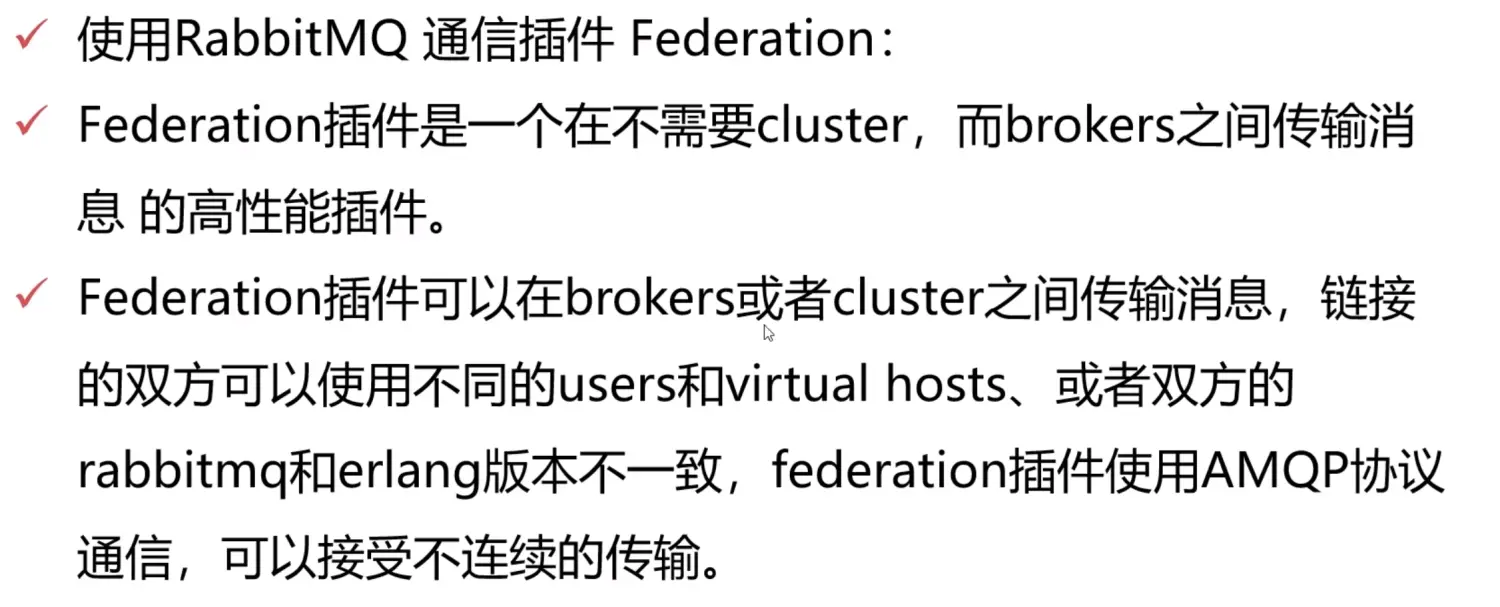 使用RabbitMQ 通信插件 Federation：
Federation插件是一个在不需要cluster，而brokers之间传输消
息 的高性能插件。
Federation插件可以在brokers或者cluster之间传输消息，链接
的双方可以使用不同的users和virtual hosts、或者双方的
rabbitmq和erlang版本不一致，federation插件使用AMQP协议
通信，可以接受不连续的传输。